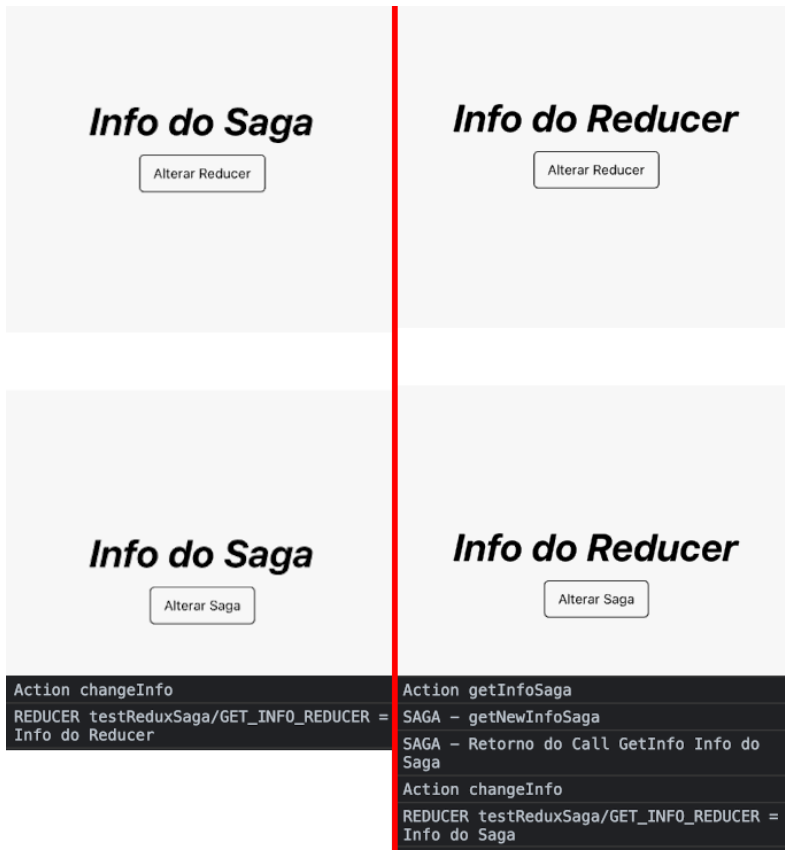 Info do Saga
Alterar Reducer
Info do Saga
Alterar Saga
Action changeInfo
REDUCER testReduxSaga/GET_INFO_REDUCER =
Info do Reducer
Info do Reducer
Alterar Reducer
Info do Reducer
Alterar Saga
Action getInfoSaga
SAGA – getNewInfoSaga
SAGA – Retorno do Call GetInfo Info do
Saga
Action changeInfo
REDUCER testReduxSaga/GET_INFO_REDUCER =
Info do Saga